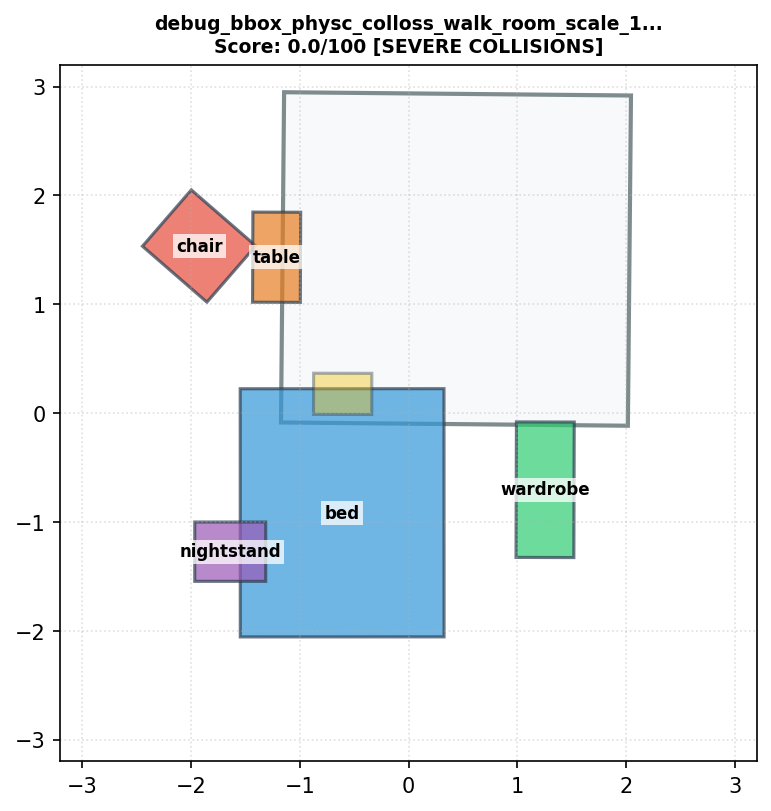 debug_bbox_physc_colloss_walk_room_scale_1...
Score: 0.0/100 [SEVERE COLLISIONS]
3
2
1
0
−1
−2
−3
chair
table
bed
wardrobe
nightstand
−3
−2
−1
0
1
2
3